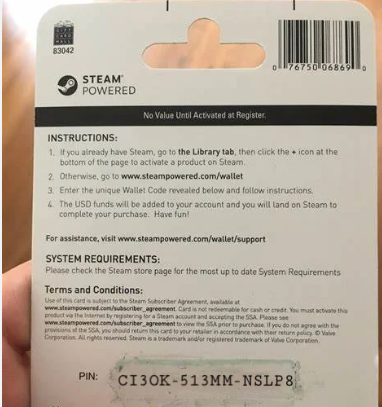 83042
0 76750 06869 0
STEAM®
POWERED
No Value Until Activated at Register.
INSTRUCTIONS:
1. If you already have Steam, go to the Library tab, then click the + icon at the
bottom of the page to activate a product on Steam.
2. Otherwise, go to www.steampowered.com/wallet
3. Enter the unique Wallet Code revealed below and follow instructions.
4. The USD funds will be added to your account and you will land on Steam to
complete your purchase. Have fun!
For assistance, visit www.steampowered.com/wallet/support
SYSTEM REQUIREMENTS:
Please check the Steam store page for the most up to date System Requirements
Terms and Conditions:
Use of this card is subject to the Steam Subscriber Agreement, available at
www.steampowered.com/subscriber_agreement. Card is not redeemable for cash or credit. You must activate this
product via the Internet by registering for a Steam account and accepting the SSA. Please see
www.steampowered.com/subscriber_agreement to view the SSA prior to purchase. If you do not agree with the
provisions of the SSA, you should return this card to your retailer in accordance with their return policy. © Valve
Corporation. All rights reserved. Steam is a trademark and/or registered trademark of Valve Corporation.
PIN: CI3OK-513MM-NSLP8